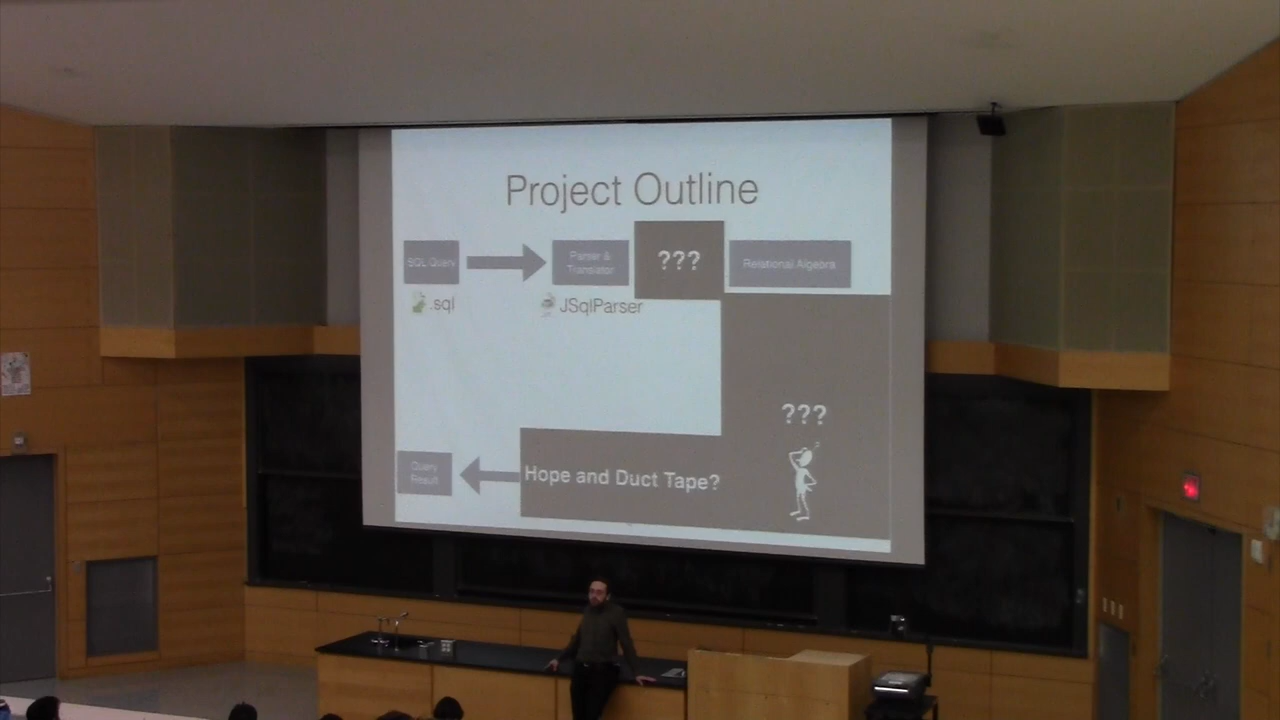 Project Outline
SQL Query
Parser &
Translator
???
Relational Algebra
.sql
JSqlParser
???
Query
Result
Hope and Duct Tape?